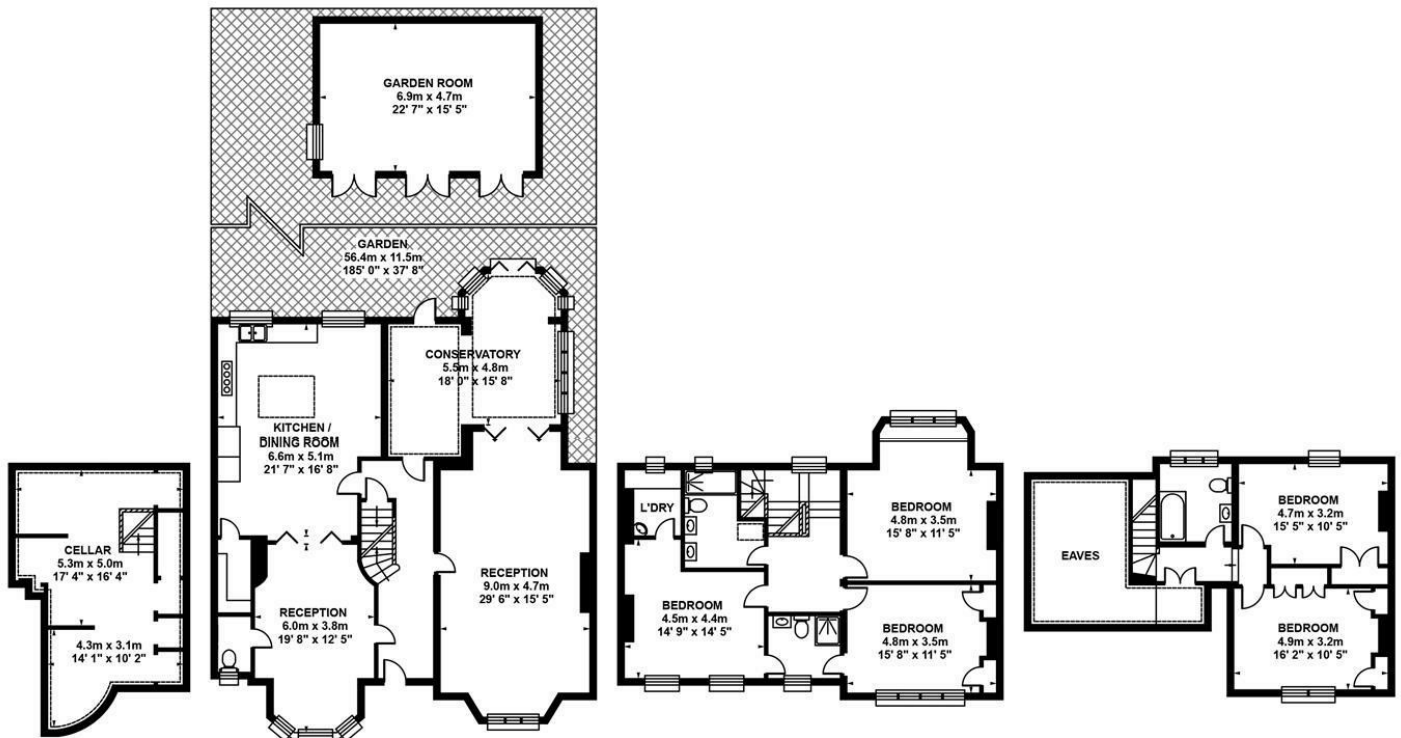 GARDEN ROOM
6.9m x 4.7m
22' 7" x 15' 5"
GARDEN
56.4m x 11.5m
185' 0" x 37' 8"
CONSERVATORY
5.5m x 4.8m
18' 0" x 15' 8"
KITCHEN /
DINING ROOM
6.6m x 5.1m
21' 7" x 16' 8"
CELLAR
5.3m x 5.0m
17' 4" x 16' 4"
4.3m x 3.1m
14' 1" x 10' 2"
RECEPTION
6.0m x 3.8m
19' 8" x 12' 5"
RECEPTION
9.0m x 4.7m
29' 6" x 15' 5"
L'DRY
BEDROOM
4.5m x 4.4m
14' 9" x 14' 5"
BEDROOM
4.8m x 3.5m
15' 8" x 11' 5"
BEDROOM
4.8m x 3.5m
15' 8" x 11' 5"
EAVES
BEDROOM
4.7m x 3.2m
15' 5" x 10' 5"
BEDROOM
4.9m x 3.2m
16' 2" x 10' 5"